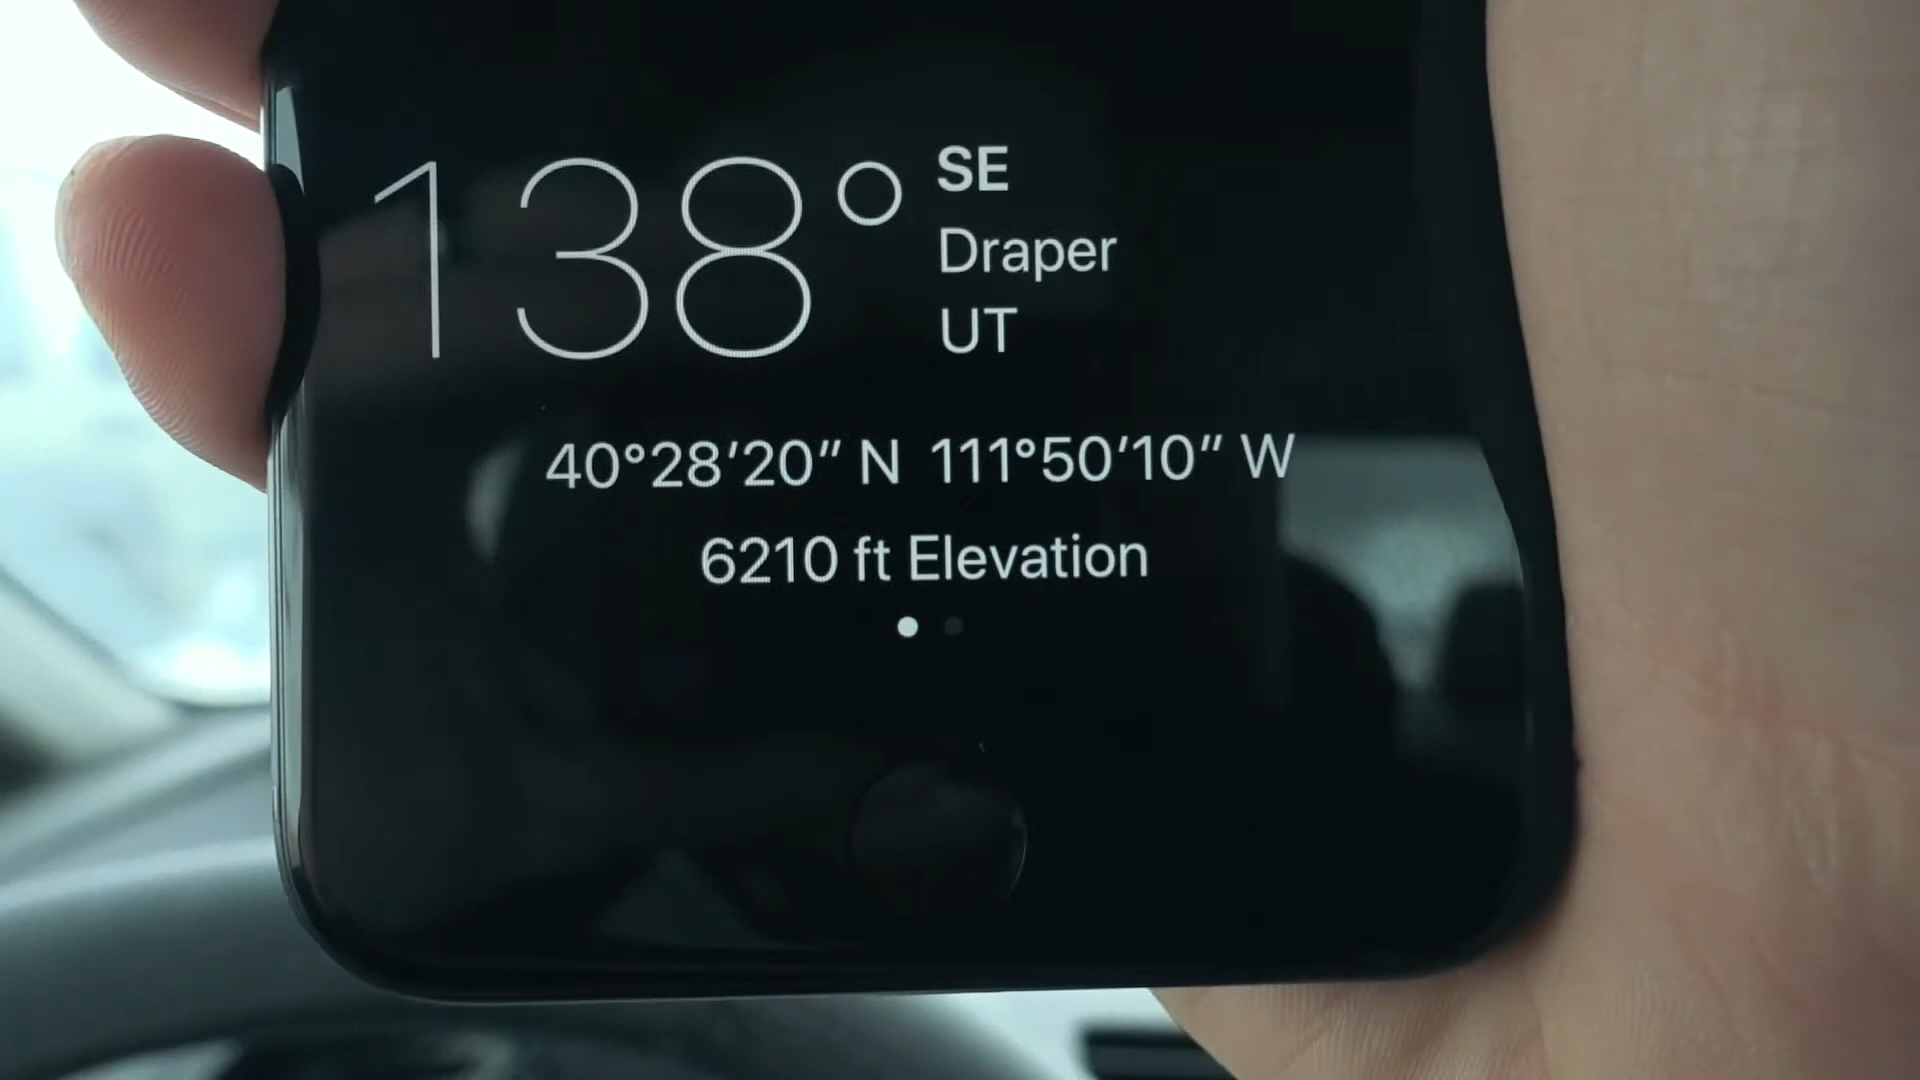 138° SE
Draper
UT
40°28′20″ N 111°50′10″ W
6210 ft Elevation